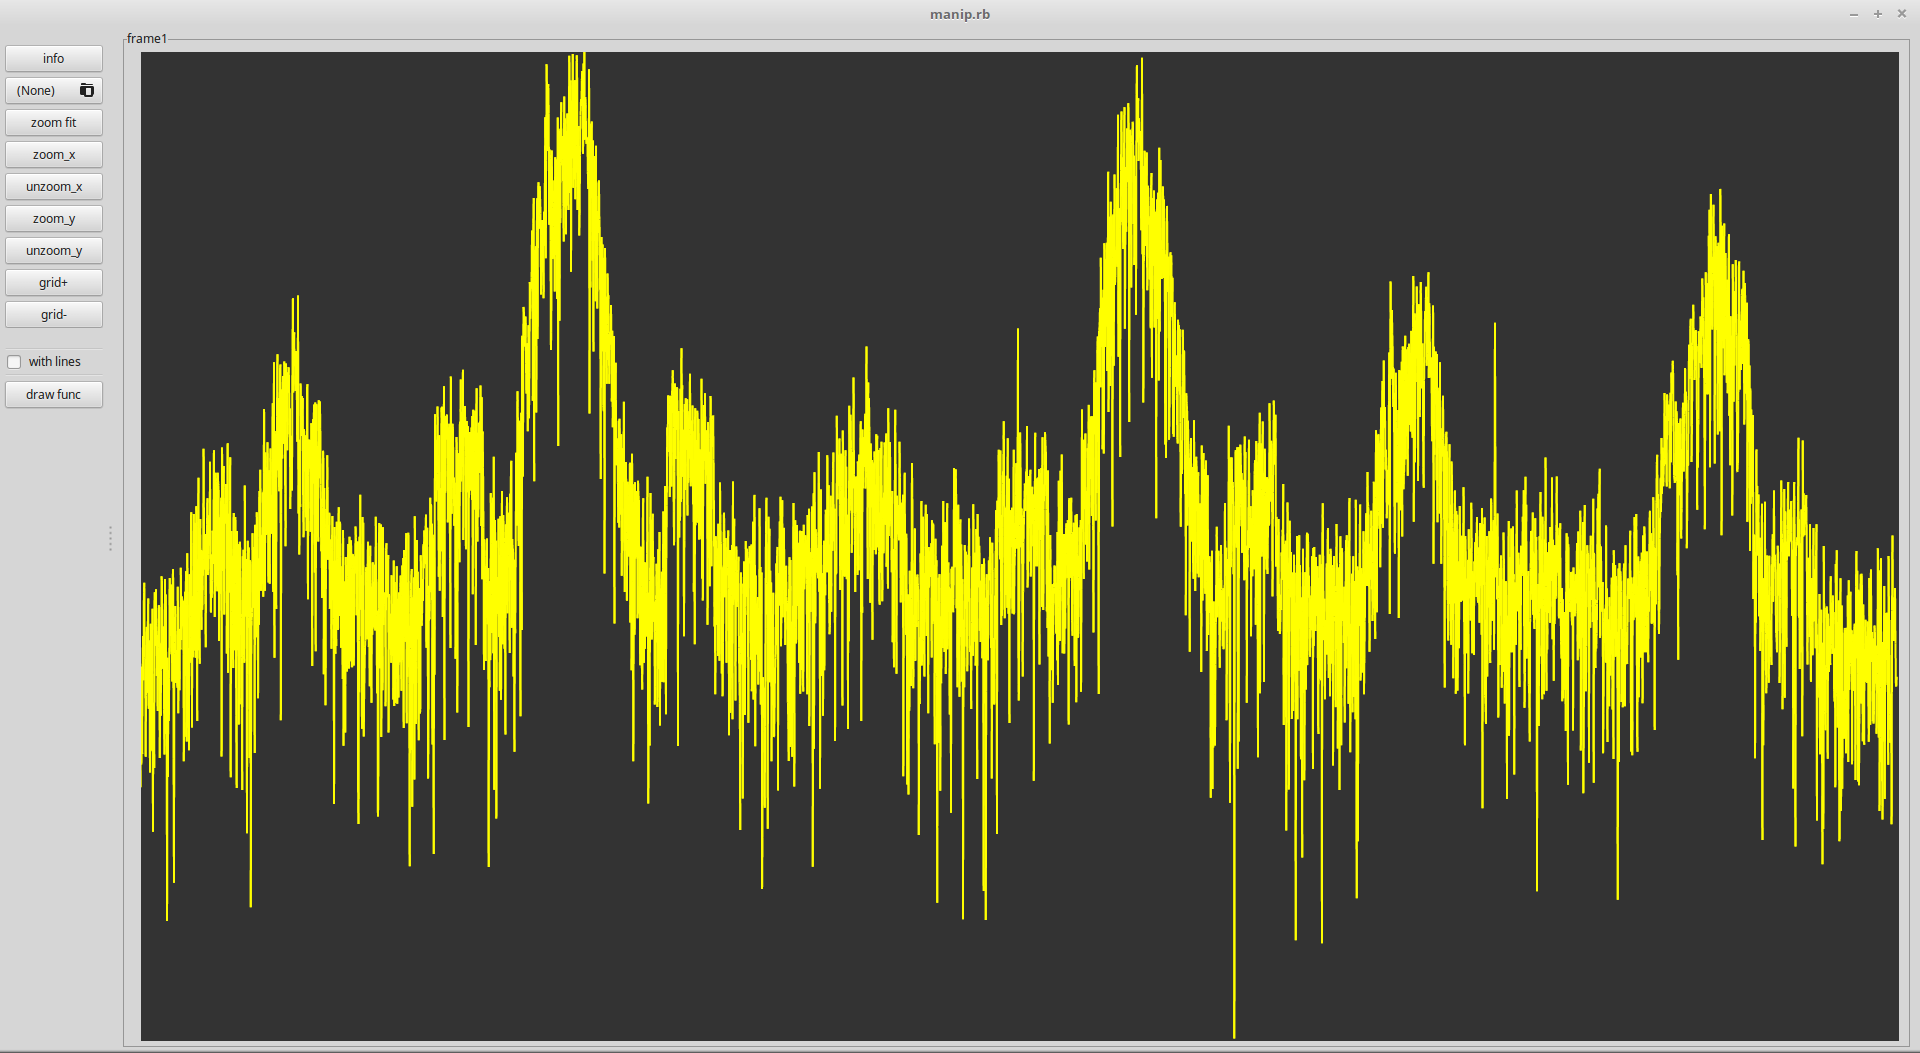 manip.rb
frame1
info
(None)
zoom fit
zoom_x
unzoom_x
zoom_y
unzoom_y
grid+
grid-
with lines
draw func